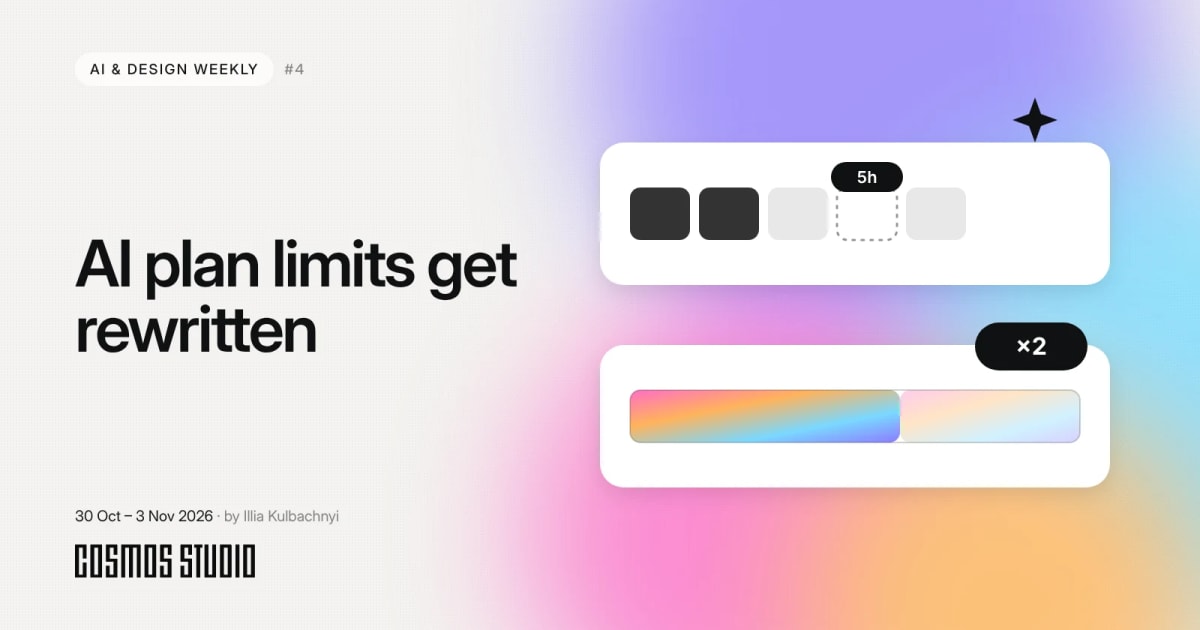 AI & DESIGN WEEKLY #4
5h
AI plan limits get
rewritten
×2
30 Oct – 3 Nov 2026 · by Illia Kulbachnyi
COSMOS STUDIO